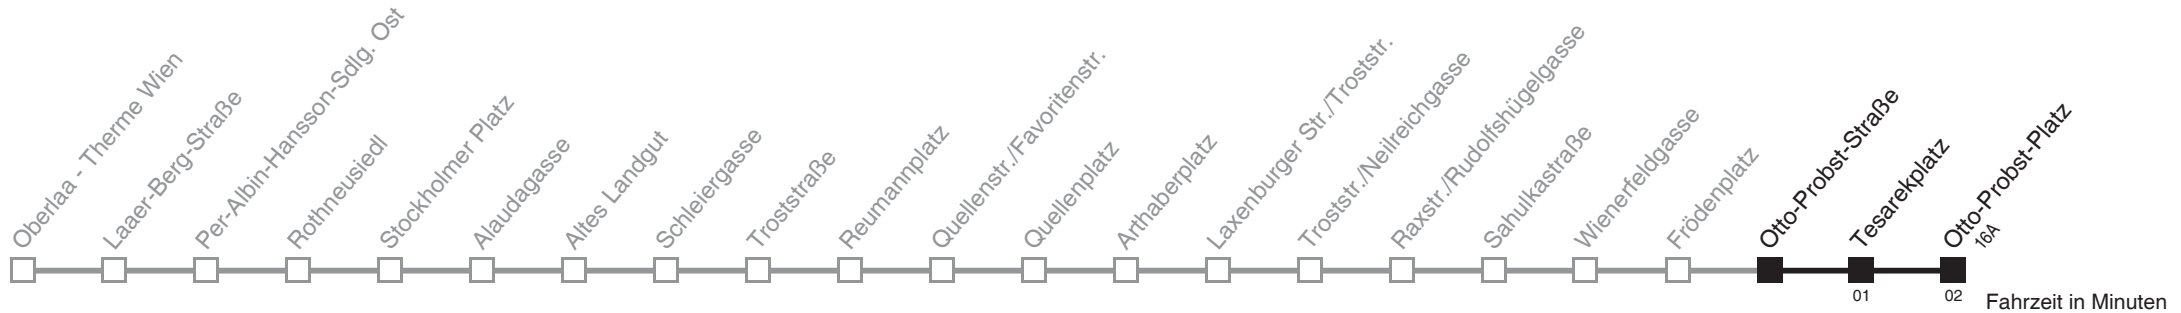 Oberlaa - Therme Wien
Laaer-Berg-Straße
Per-Albin-Hansson-Sdlg. Ost
Rothneusiedl
Stockholmer Platz
Alaudagasse
Altes Landgut
Schleiergasse
Troststraße
Reumannplatz
Quellenstr./Favoritenstr.
Quellenplatz
Arthaberplatz
Laxenburger Str./Troststr.
Troststr./Neilreichgasse
Raxstr./Rudolfshügelgasse
Sahulkastraße
Wienerfeldgasse
Frödenplatz
Otto-Probst-Straße
Tesarekplatz
Otto-Probst-Platz
16A
01
02
Fahrzeit in Minuten